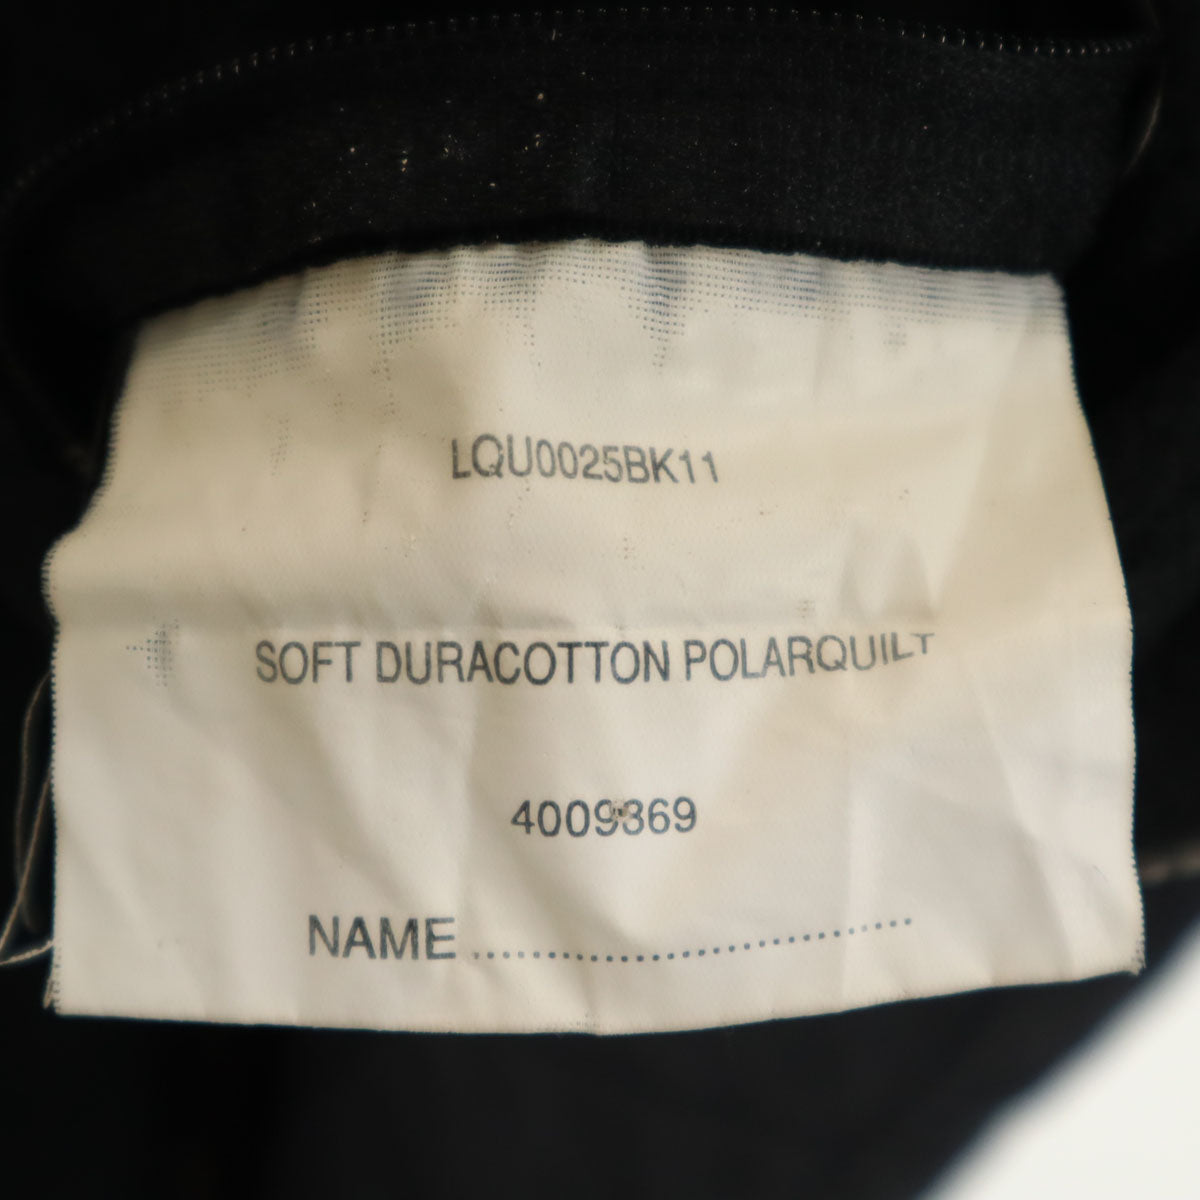 LQU0025BK11
SOFT DURACOTTON POLARQUILT
4009369
NAME ..........................................